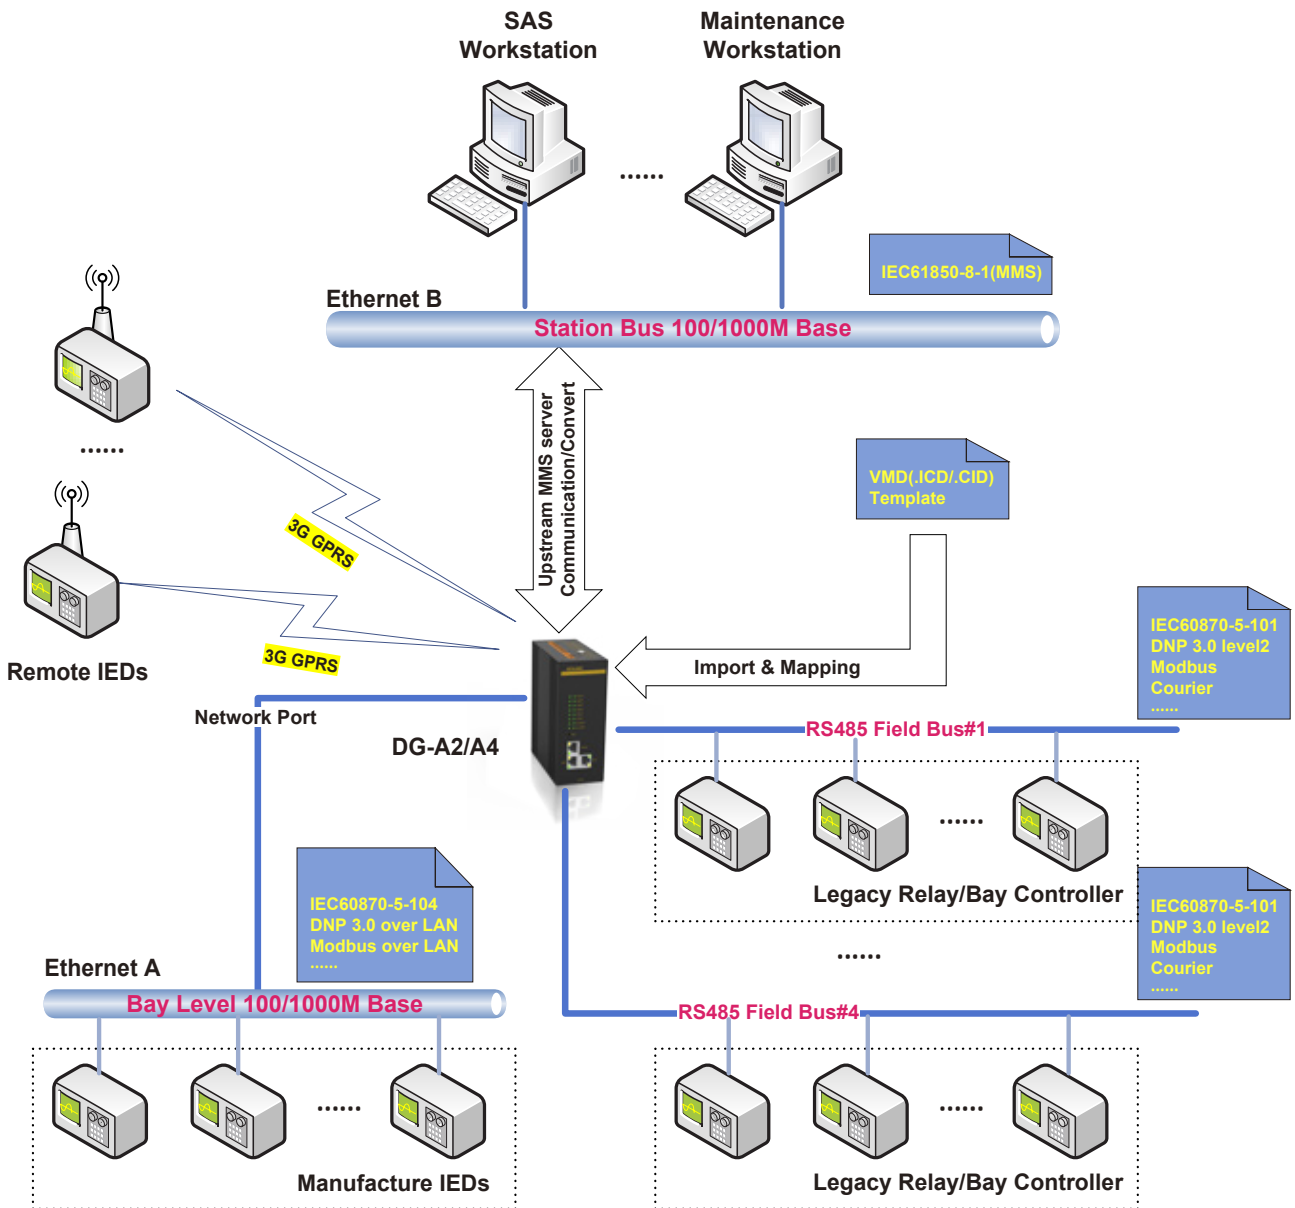 SAS
Workstation
Maintenance
Workstation
......
IEC61850-8-1(MMS)
Ethernet B
Station Bus 100/1000M Base
Upstream MMS server
Communication/Convert
VMD(.ICD/.CID)
Template
......
3G GPRS
3G GPRS
Remote IEDs
Import & Mapping
IEC60870-5-101
DNP 3.0 level2
Modbus
Courier
......
Network Port
DG-A2/A4
RS485 Field Bus#1
......
Legacy Relay/Bay Controller
IEC60870-5-104
DNP 3.0 over LAN
Modbus over LAN
......
IEC60870-5-101
DNP 3.0 level2
Modbus
Courier
......
......
Ethernet A
Bay Level 100/1000M Base
RS485 Field Bus#4
......
Manufacture IEDs
......
Legacy Relay/Bay Controller